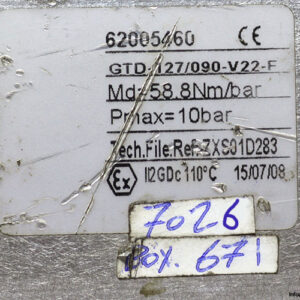 62005460 CE
GTD-127/090-V22-F
Md=58.8Nm/bar
Pmax=10bar
Tech.File.Ref.ZXS01D283
Ex II2GDc 110°C 15/07/08
7026
Box. 671